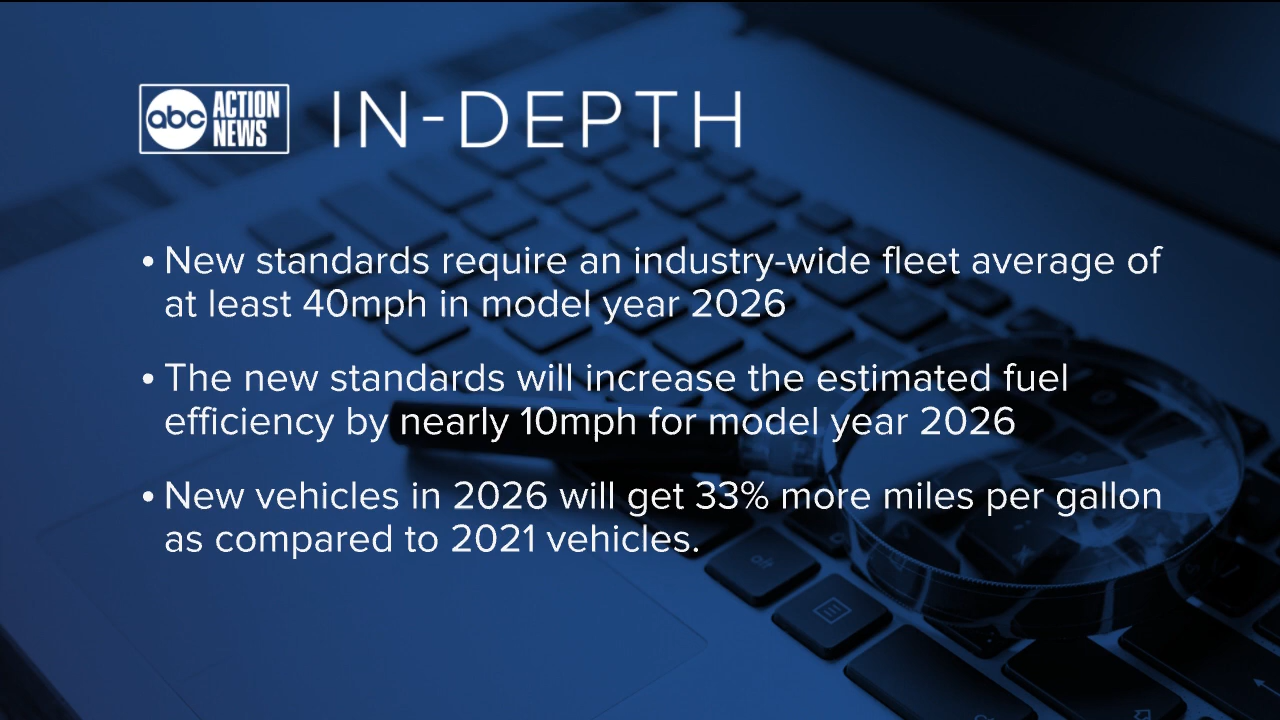 abc ACTION
NEWS
IN-DEPTH
• New standards require an industry-wide fleet average of
at least 40mph in model year 2026
• The new standards will increase the estimated fuel
efficiency by nearly 10mph for model year 2026
• New vehicles in 2026 will get 33% more miles per gallon
as compared to 2021 vehicles.
alt